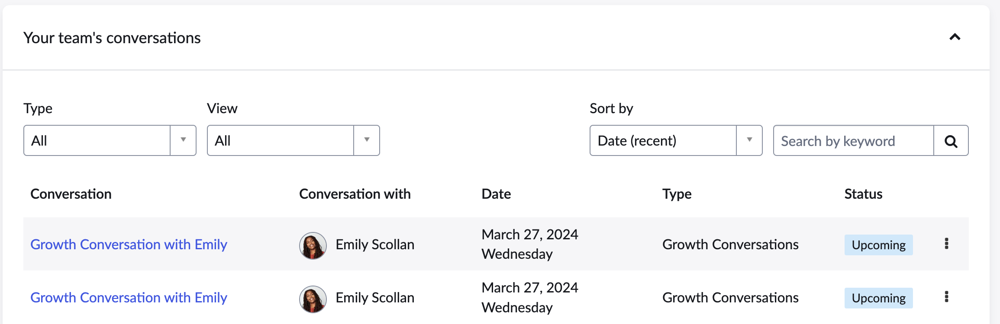 Your team's conversations
Type
View
Sort by
All
All
Date (recent)
Search by keyword
Conversation
Conversation with
Date
Type
Status
Growth Conversation with Emily
Emily Scollan
March 27, 2024
Wednesday
Growth Conversations
Upcoming
Growth Conversation with Emily
Emily Scollan
March 27, 2024
Wednesday
Growth Conversations
Upcoming